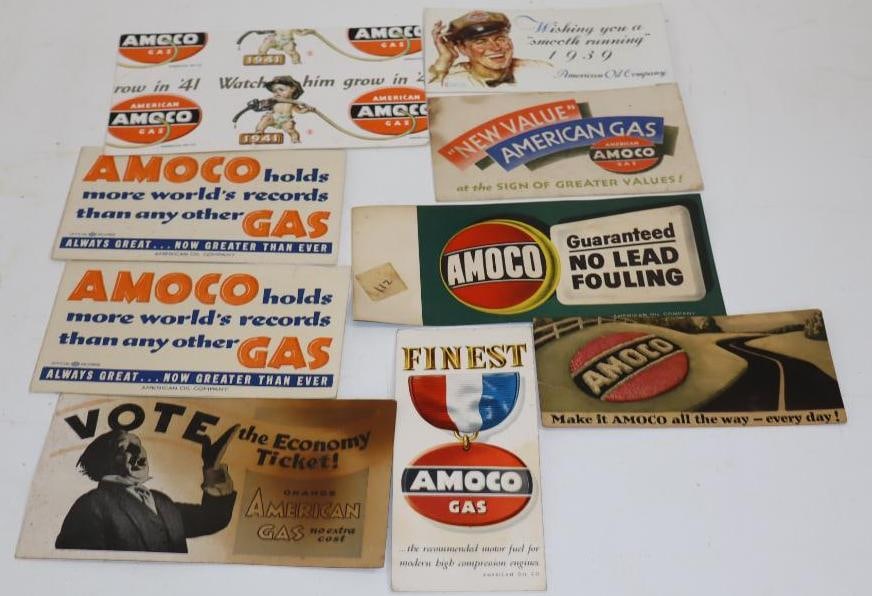 AMOCO
GAS
1941
AMOCO
GAS
row in '41 Watch him grow in '4
AMERICAN
AMOCO
GAS
1941
AMERICAN
AMOCO
GAS
Wishing you a
"smooth running"
1939
American Oil Company
"NEW VALUE"
AMERICAN GAS
AMERICAN
AMOCO
GAS
at the SIGN OF GREATER VALUES!
AMOCO holds
more world's records
than any other GAS
ALWAYS GREAT... NOW GREATER THAN EVER
AMERICAN OIL COMPANY
112
AMOCO
Guaranteed
NO LEAD
FOULING
AMERICAN OIL COMPANY
AMOCO holds
more world's records
than any other GAS
ALWAYS GREAT... NOW GREATER THAN EVER
AMERICAN OIL COMPANY
AMOCO
Make it AMOCO all the way – every day!
FINEST
AMOCO
GAS
...the recommended motor fuel for
modern high compression engines.
AMERICAN OIL CO
VOTE
the Economy
Ticket!
ORANGE
AMERICAN
GAS no extra
cost